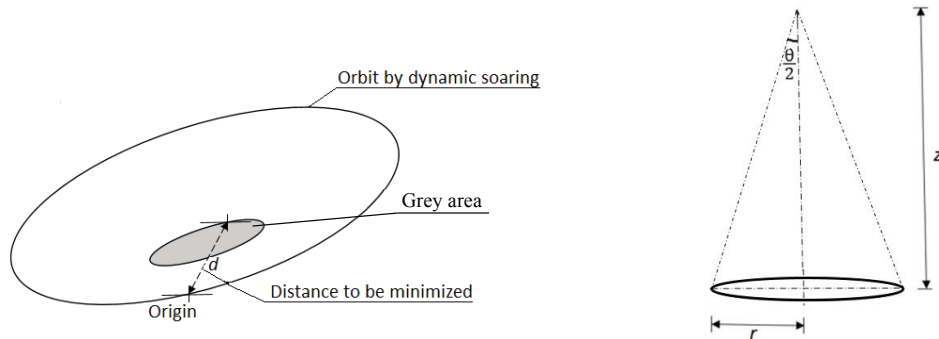 Orbit by dynamic soaring
Grey area
d
Distance to be minimized
Origin
θ
2
z
r